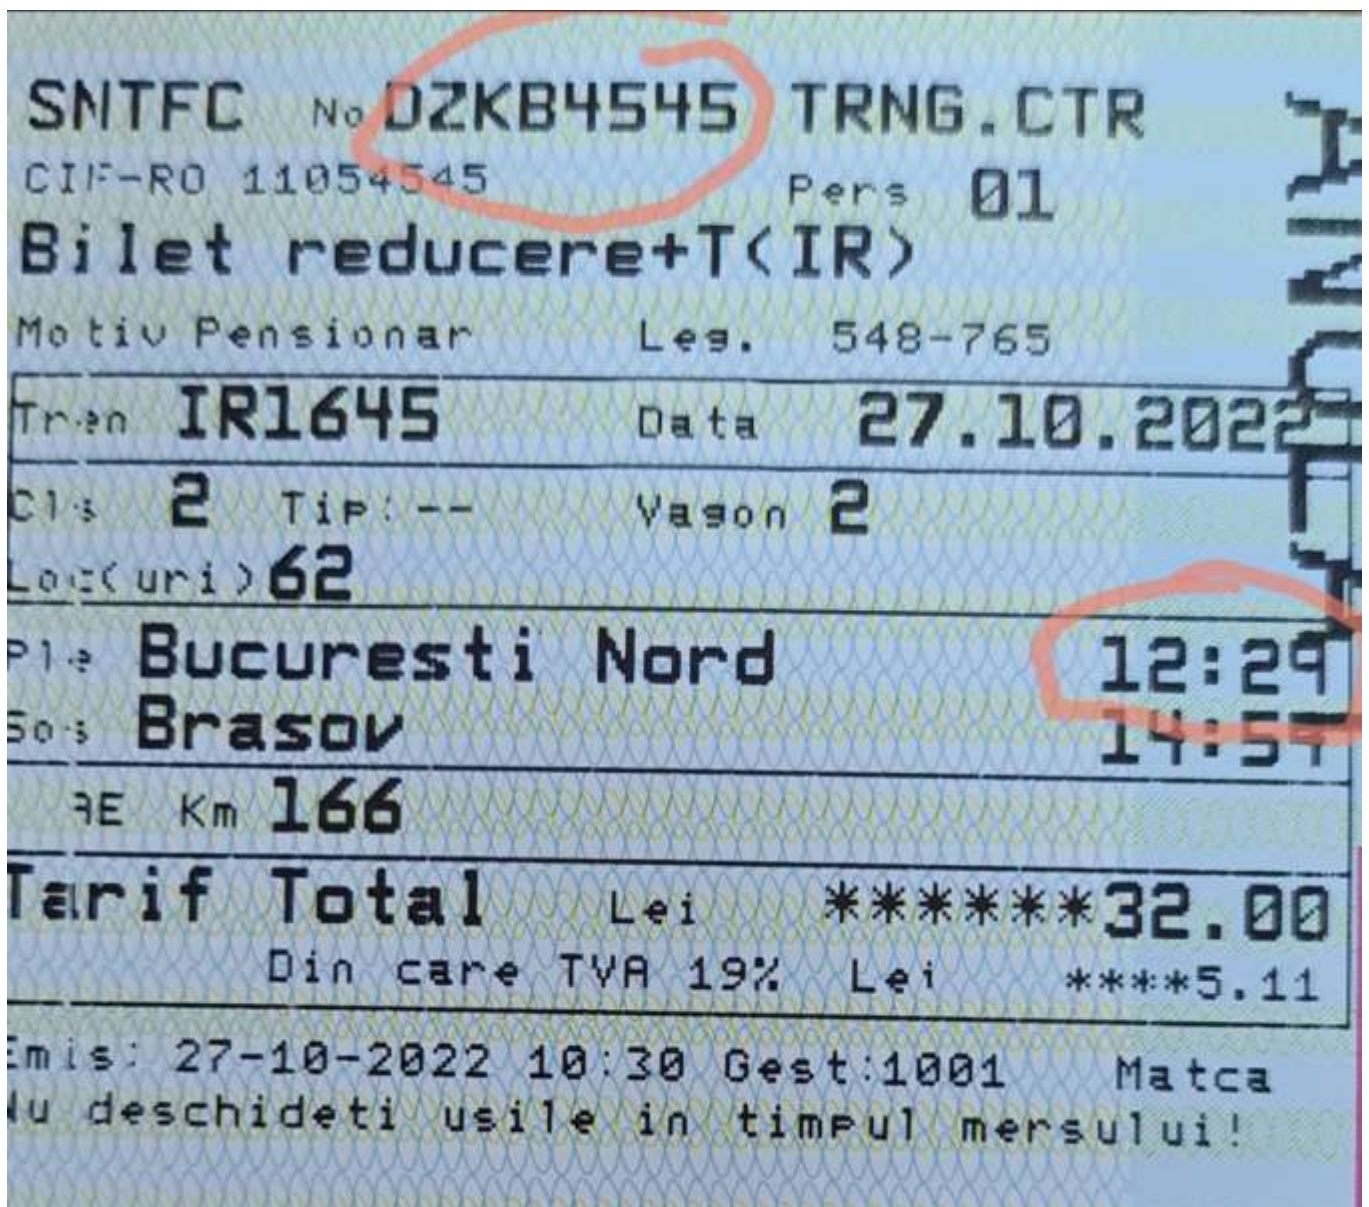 SNTFC No DZKB4545 TRNG.CTR
CIF-RO 11054545 Pers 01
Bilet reducere+T(IR)
Motiv Pensionar Leg. 548-765
Tren IR1645 Data 27.10.2022
Cls 2 Tip:-- Vagon 2
Loc(uri) 62
Ple Bucuresti Nord 12:29
Sos Brasov
Km 166
Tarif Total Lei ******32.00
Din care TVA 19% Lei ****5.11
Emis: 27-10-2022 10:30 Gest:1001 Matca
Nu deschideti usile in timpul mersului!
ANULAT